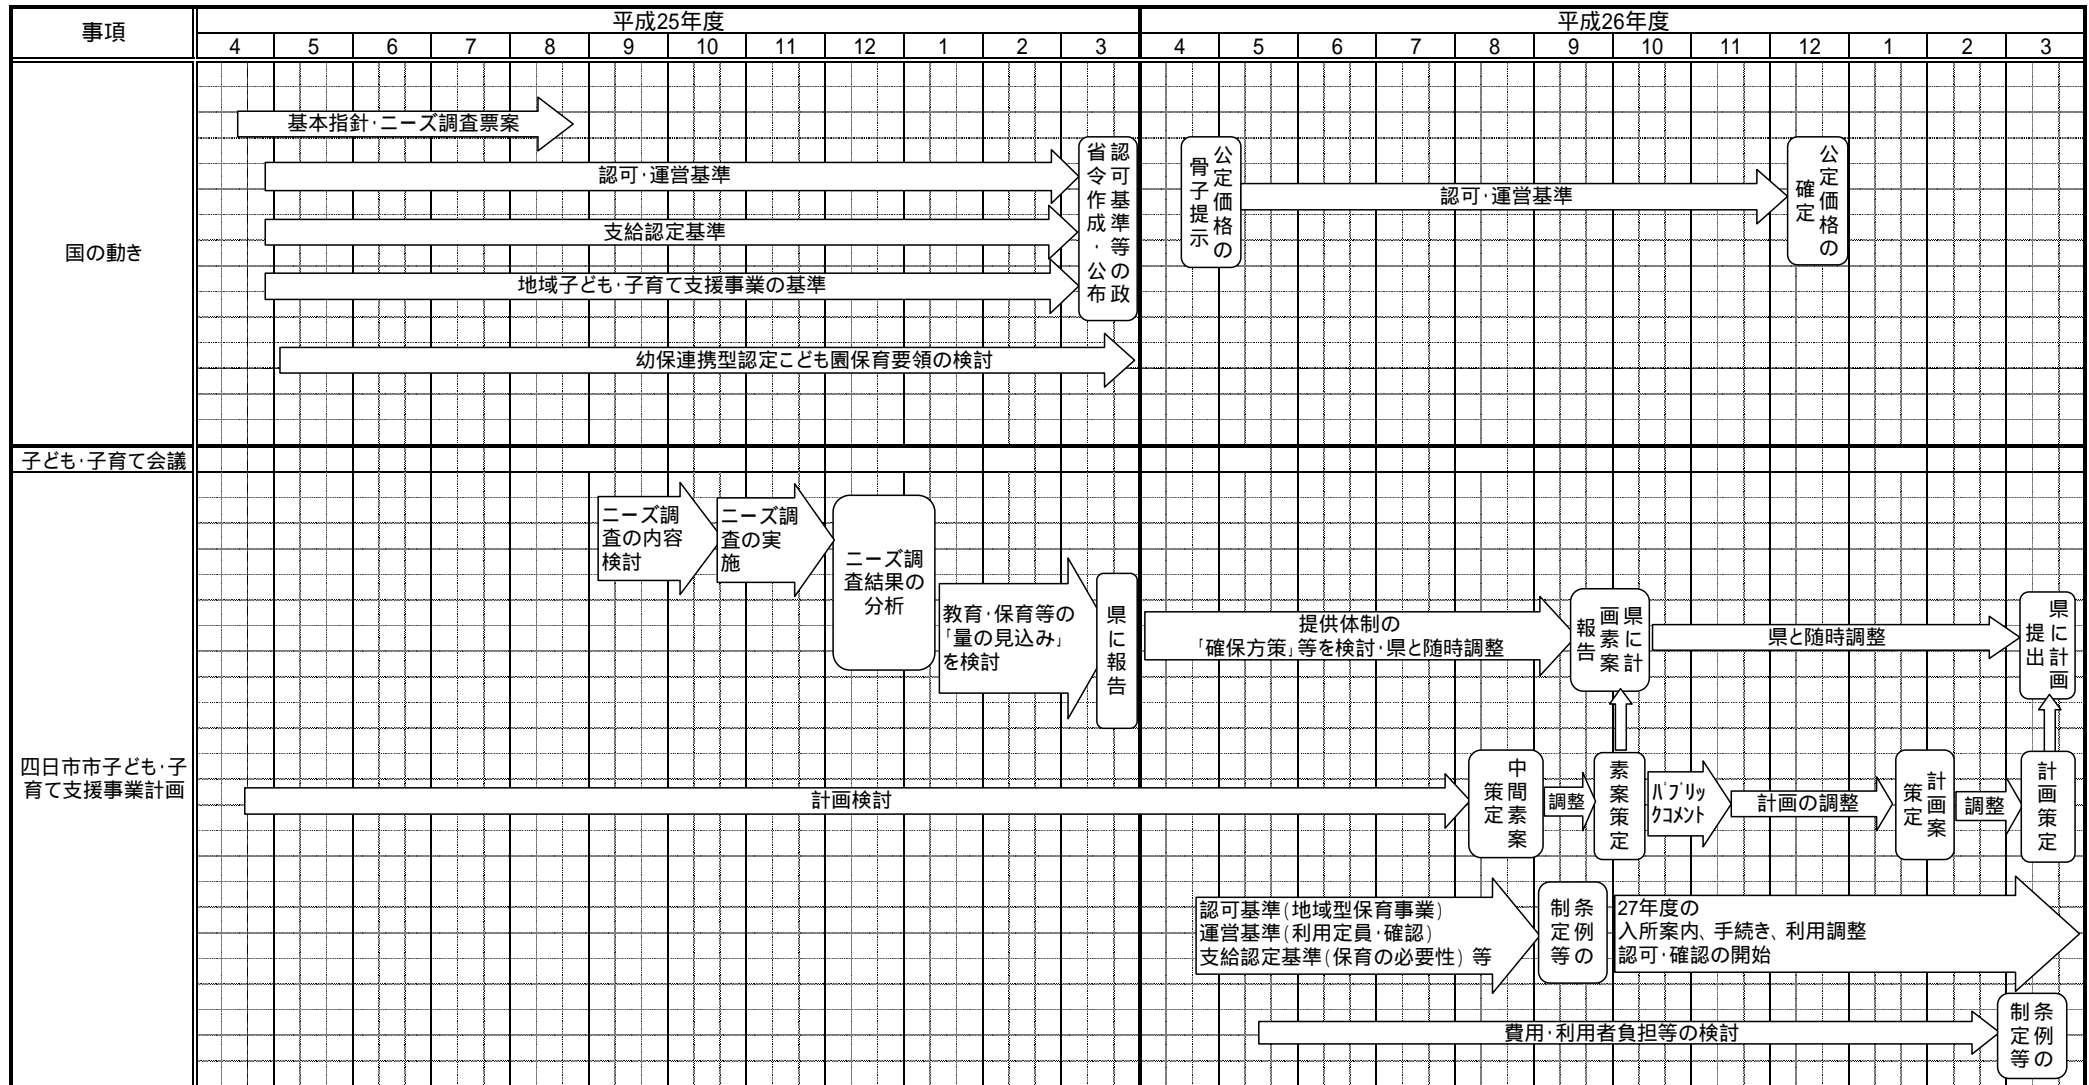 事項
平成25年度
平成26年度
4 5 6 7 8 9 10 11 12 1 2 3 4 5 6 7 8 9 10 11 12 1 2 3
国の動き
基本指針・ニーズ調査票案
認可・運営基準
支給認定基準
地域子ども・子育て支援事業の基準
幼保連携型認定こども園保育要領の検討
認可基準等の政
省令作成・公布
公定価格の
骨子提示
認可・運営基準
公定価格の
確定
子ども・子育て会議
四日市市子ども・子
育て支援事業計画
ニーズ調
査の内容
検討
ニーズ調
査の実
施
ニーズ調
査結果の
分析
教育・保育等の
「量の見込み」
を検討
県に報告
提供体制の
「確保方策」等を検討・県と随時調整
県に計
画素案
報告
県と随時調整
県に計画
提出
計画検討
中間素案
策定
調整
素案策定
ﾊﾟﾌﾞﾘｯ
ｸｺﾒﾝﾄ
計画の調整
計画案
策定
調整
計画策定
認可基準(地域型保育事業)
運営基準(利用定員・確認)
支給認定基準(保育の必要性) 等
条例等の
制定
27年度の
入所案内、手続き、利用調整
認可・確認の開始
費用・利用者負担等の検討
条例等の
制定